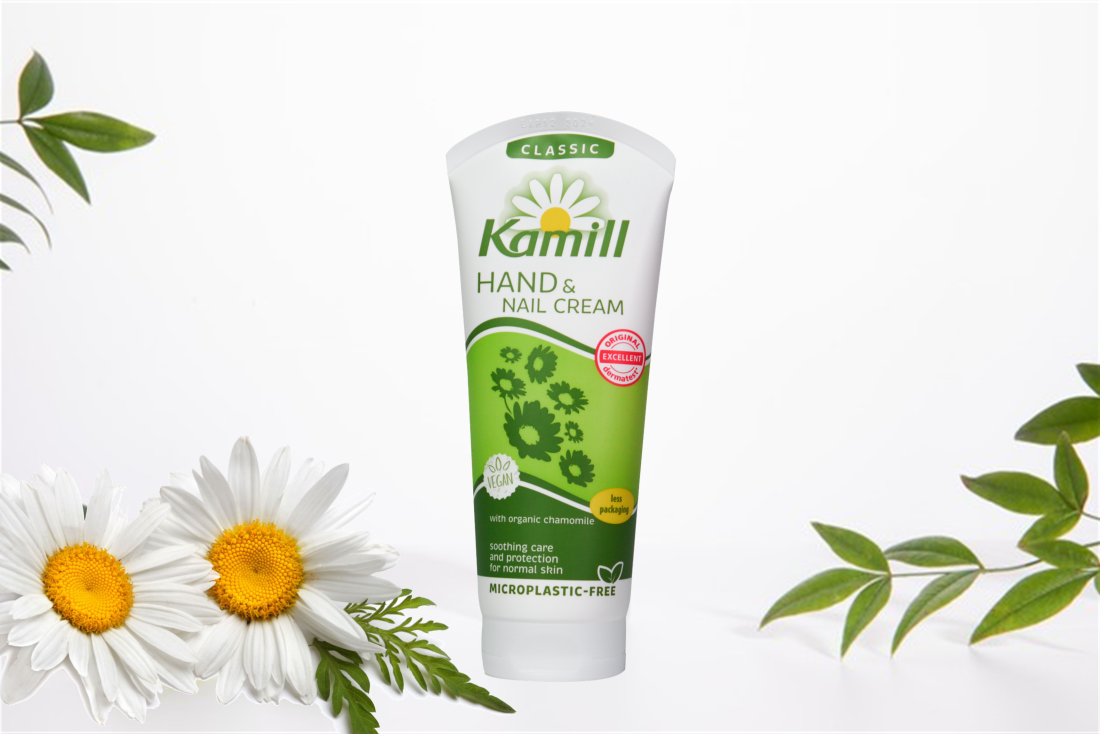 CLASSIC
Kamill
HAND &
NAIL CREAM
ORIGINAL
EXCELLENT
dermatest
VEGAN
less
packaging
with organic chamomile
soothing care
and protection
for normal skin
MICROPLASTIC-FREE